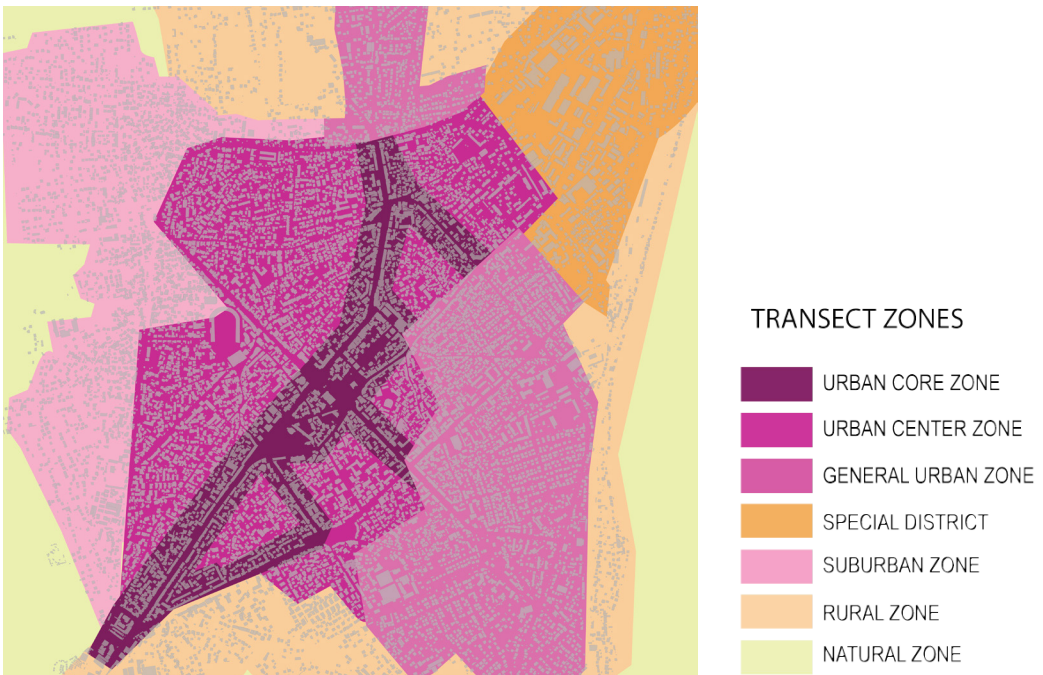 TRANSECT ZONES
URBAN CORE ZONE
URBAN CENTER ZONE
GENERAL URBAN ZONE
SPECIAL DISTRICT
SUBURBAN ZONE
RURAL ZONE
NATURAL ZONE